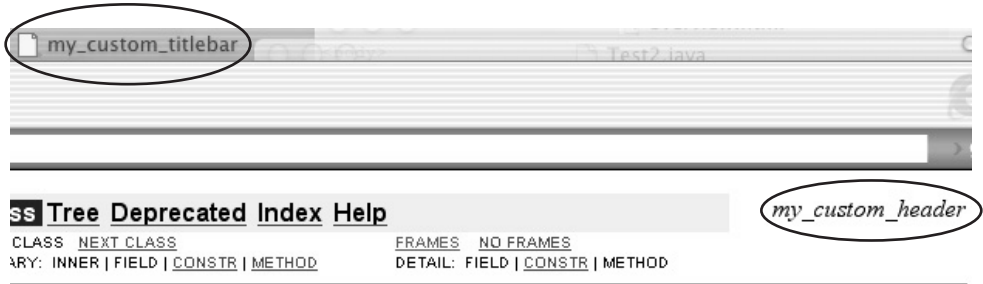 my_custom_titlebar
Test2.java
ss Tree Deprecated Index Help
my_custom_header
CLASS NEXT CLASS FRAMES NO FRAMES
ARY: INNER | FIELD | CONSTR | METHOD DETAIL: FIELD | CONSTR | METHOD